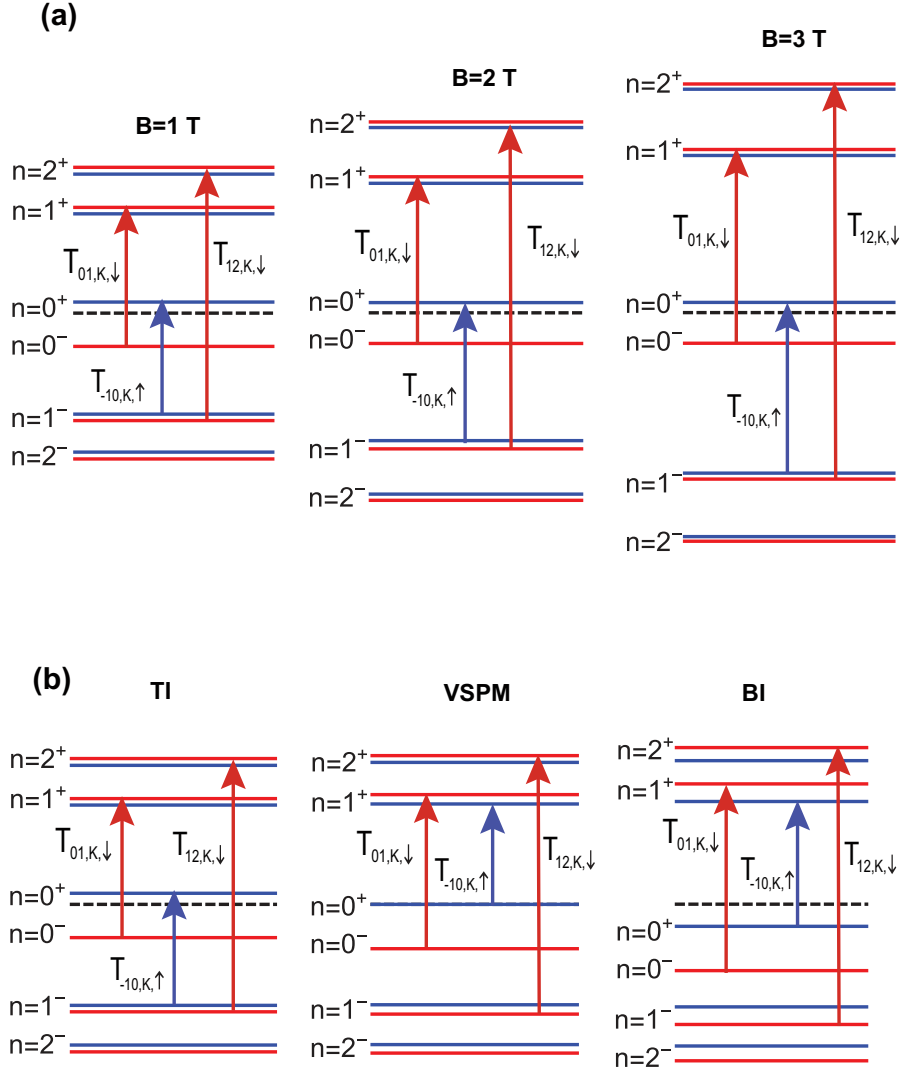 (a)
B=1 T
n=2⁺
n=1⁺
T01,K,↓
T12,K,↓
n=0⁺
n=0⁻
T-10,K,↑
n=1⁻
n=2⁻
B=2 T
n=2⁺
n=1⁺
T01,K,↓
T12,K,↓
n=0⁺
n=0⁻
T-10,K,↑
n=1⁻
n=2⁻
B=3 T
n=2⁺
n=1⁺
T01,K,↓
T12,K,↓
n=0⁺
n=0⁻
T-10,K,↑
n=1⁻
n=2⁻
(b)
TI
n=2⁺
n=1⁺
T01,K,↓
T12,K,↓
n=0⁺
n=0⁻
T-10,K,↑
n=1⁻
n=2⁻
VSPM
n=2⁺
n=1⁺
T01,K,↓
T-10,K,↑
T12,K,↓
n=0⁺
n=0⁻
n=1⁻
n=2⁻
BI
n=2⁺
n=1⁺
T01,K,↓
T-10,K,↑
T12,K,↓
n=0⁺
n=0⁻
n=1⁻
n=2⁻